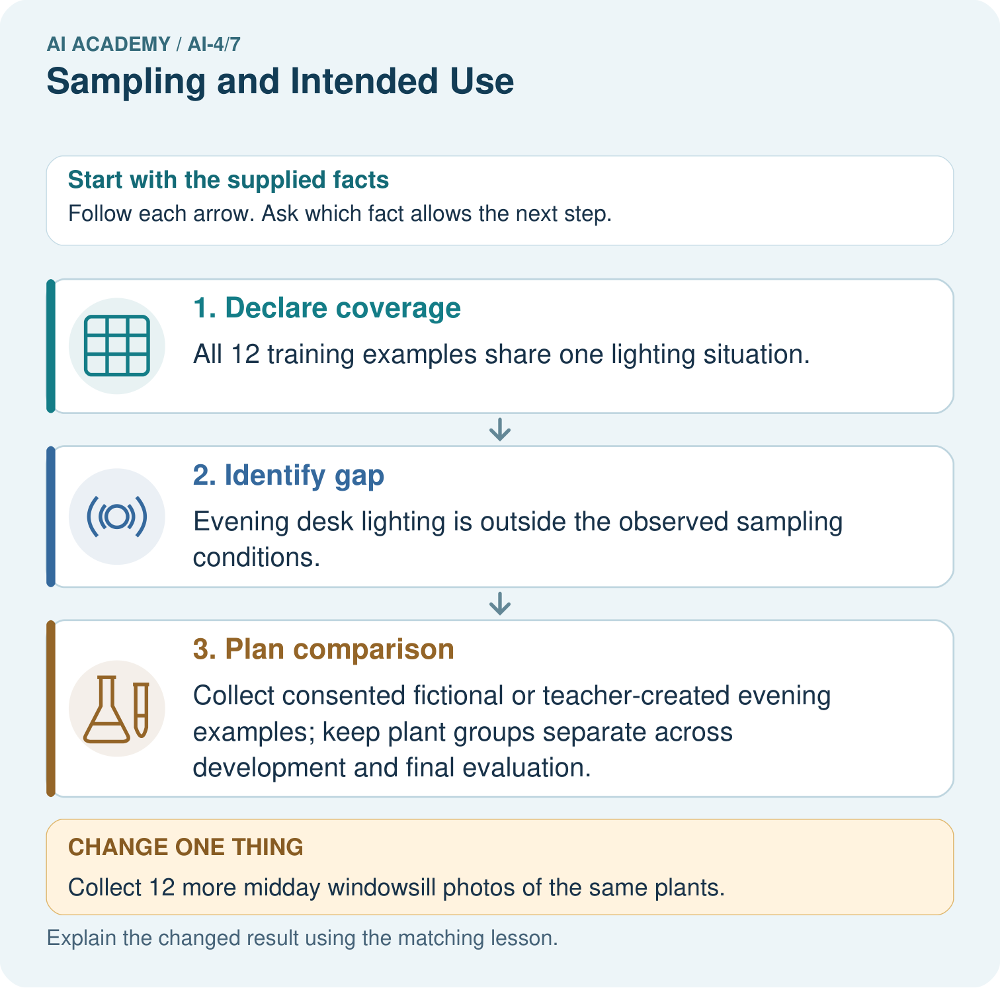 AI ACADEMY / AI-4/7
Sampling and Intended Use
Start with the supplied facts
Follow each arrow. Ask which fact allows the next step.
1. Declare coverage
All 12 training examples share one lighting situation.
2. Identify gap
Evening desk lighting is outside the observed sampling
conditions.
3. Plan comparison
Collect consented fictional or teacher-created evening
examples; keep plant groups separate across
development and final evaluation.
CHANGE ONE THING
Collect 12 more midday windowsill photos of the same plants.
Explain the changed result using the matching lesson.